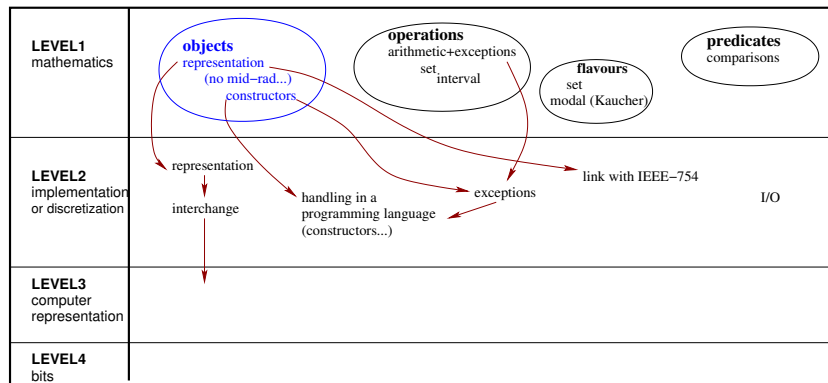 LEVEL1
mathematics
objects
representation
(no mid−rad...)
constructors
operations
arithmetic+exceptions
set
interval
flavours
set
modal (Kaucher)
predicates
comparisons
LEVEL2
implementation
or discretization
representation
interchange
handling in a
programming language
(constructors...)
exceptions
link with IEEE−754
I/O
LEVEL3
computer
representation
LEVEL4
bits